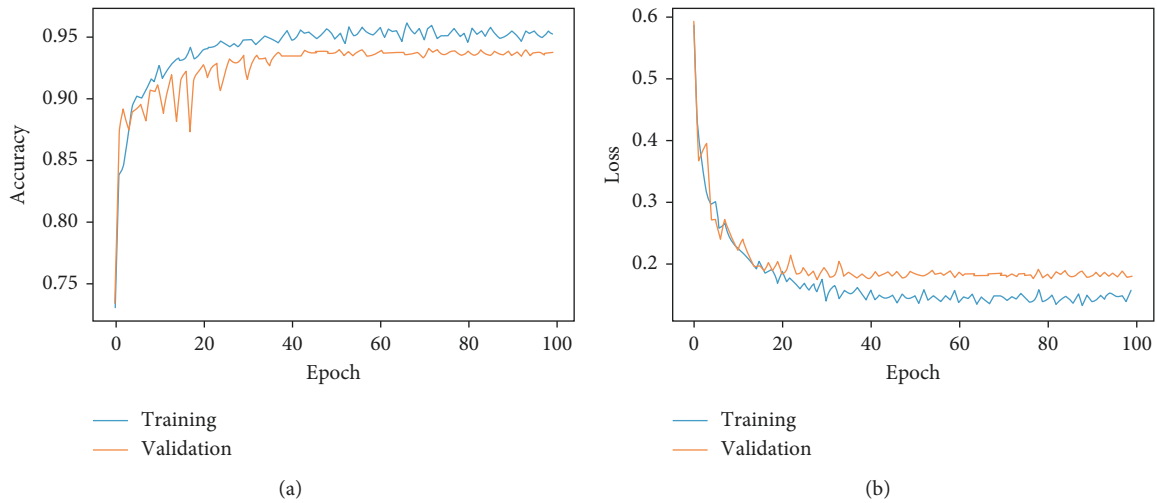 0.95
0.90
0.85
0.80
0.75
Accuracy
0 20 40 60 80 100
Epoch
Training
Validation
(a)
0.6
0.5
0.4
0.3
0.2
Loss
0 20 40 60 80 100
Epoch
Training
Validation
(b)